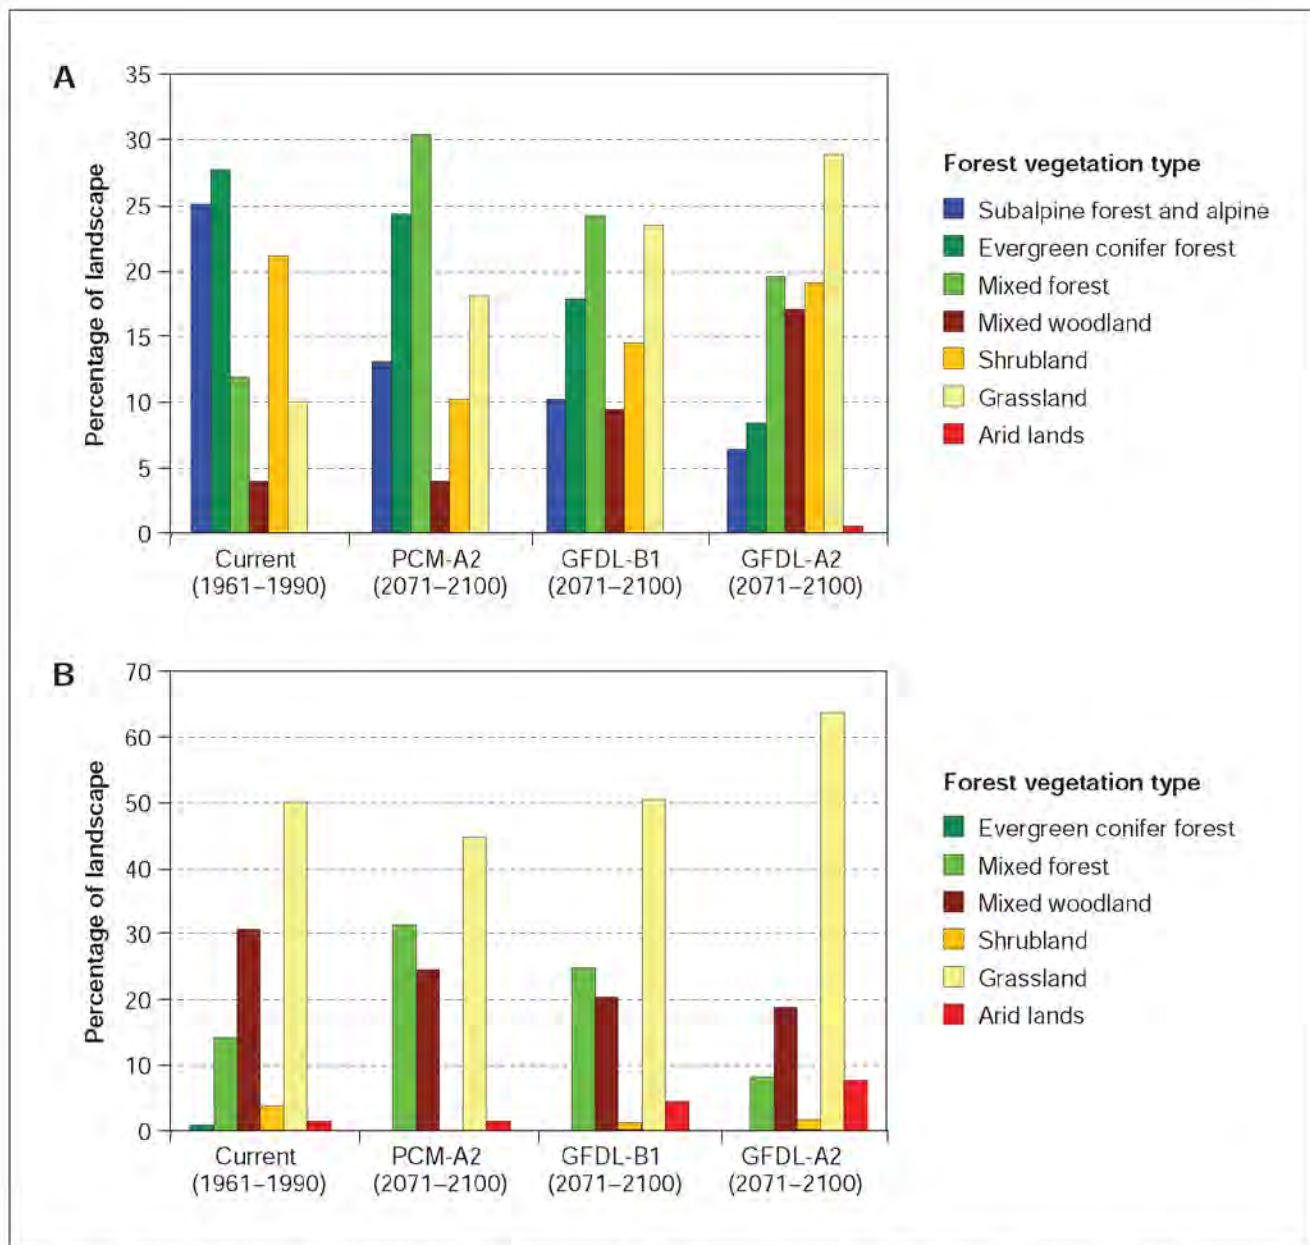 A
35
30
25
20
15
10
5
0
Percentage of landscape
Current
(1961–1990)
PCM-A2
(2071–2100)
GFDL-B1
(2071–2100)
GFDL-A2
(2071–2100)
Forest vegetation type
Subalpine forest and alpine
Evergreen conifer forest
Mixed forest
Mixed woodland
Shrubland
Grassland
Arid lands
B
70
60
50
40
30
20
10
0
Percentage of landscape
Current
(1961–1990)
PCM-A2
(2071–2100)
GFDL-B1
(2071–2100)
GFDL-A2
(2071–2100)
Forest vegetation type
Evergreen conifer forest
Mixed forest
Mixed woodland
Shrubland
Grassland
Arid lands